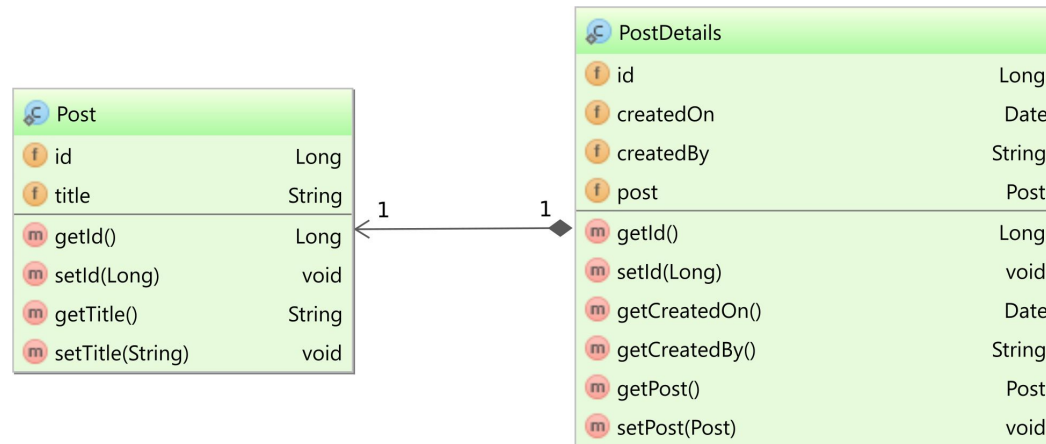 Post
id Long
title String
getId() Long
setId(Long) void
getTitle() String
setTitle(String) void
1 1
PostDetails
id Long
createdOn Date
createdBy String
post Post
getId() Long
setId(Long) void
getCreatedOn() Date
getCreatedBy() String
getPost() Post
setPost(Post) void